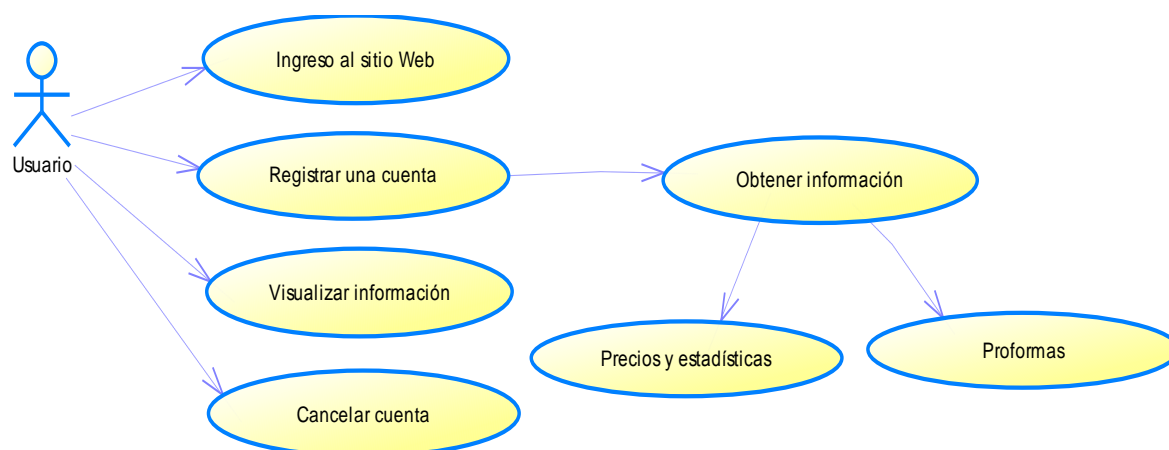 Ingreso al sitio Web
Usuario
Registrar una cuenta
Obtener información
Visualizar información
Precios y estadísticas
Proformas
Cancelar cuenta